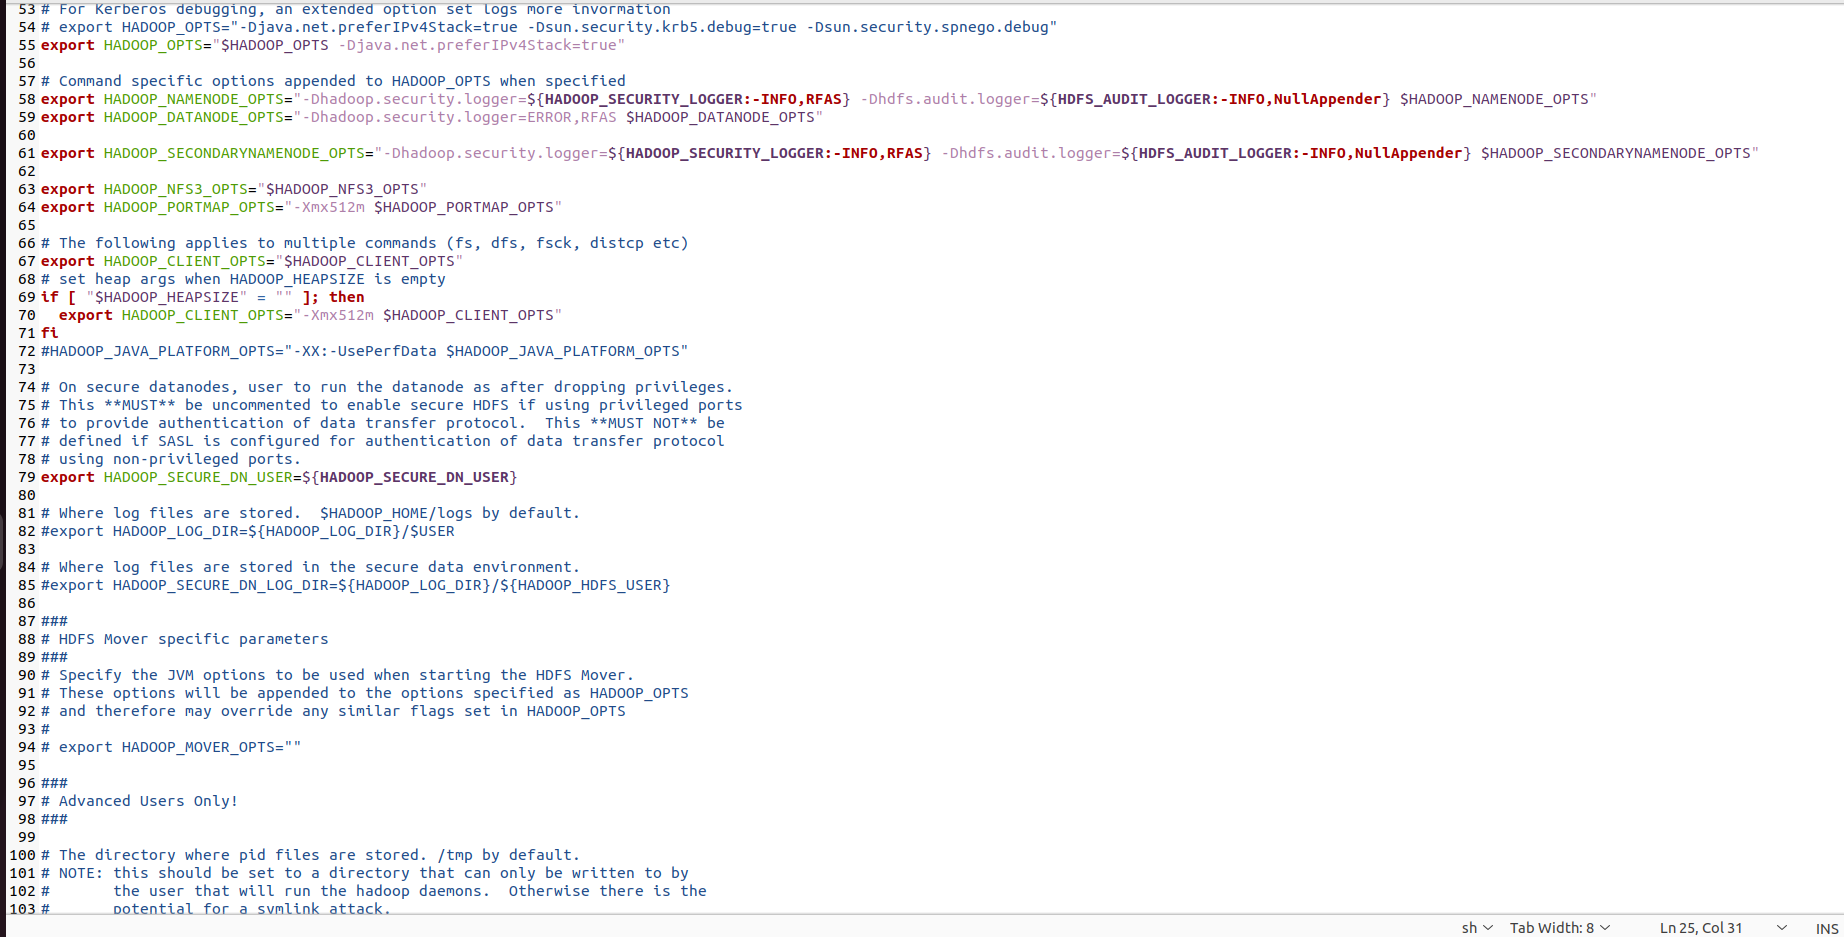 53 # For Kerberos debugging, an extended option set logs more invormation
54 # export HADOOP_OPTS="-Djava.net.preferIPv4Stack=true -Dsun.security.krb5.debug=true -Dsun.security.spnego.debug"
55 export HADOOP_OPTS="$HADOOP_OPTS -Djava.net.preferIPv4Stack=true"
56
57 # Command specific options appended to HADOOP_OPTS when specified
58 export HADOOP_NAMENODE_OPTS="-Dhadoop.security.logger=${HADOOP_SECURITY_LOGGER:-INFO,RFAS} -Dhdfs.audit.logger=${HDFS_AUDIT_LOGGER:-INFO,NullAppender} $HADOOP_NAMENODE_OPTS"
59 export HADOOP_DATANODE_OPTS="-Dhadoop.security.logger=ERROR,RFAS $HADOOP_DATANODE_OPTS"
60
61 export HADOOP_SECONDARYNAMENODE_OPTS="-Dhadoop.security.logger=${HADOOP_SECURITY_LOGGER:-INFO,RFAS} -Dhdfs.audit.logger=${HDFS_AUDIT_LOGGER:-INFO,NullAppender} $HADOOP_SECONDARYNAMENODE_OPTS"
62
63 export HADOOP_NFS3_OPTS="$HADOOP_NFS3_OPTS"
64 export HADOOP_PORTMAP_OPTS="-Xmx512m $HADOOP_PORTMAP_OPTS"
65
66 # The following applies to multiple commands (fs, dfs, fsck, distcp etc)
67 export HADOOP_CLIENT_OPTS="$HADOOP_CLIENT_OPTS"
68 # set heap args when HADOOP_HEAPSIZE is empty
69 if [ "$HADOOP_HEAPSIZE" = "" ]; then
70   export HADOOP_CLIENT_OPTS="-Xmx512m $HADOOP_CLIENT_OPTS"
71 fi
72 #HADOOP_JAVA_PLATFORM_OPTS="-XX:-UsePerfData $HADOOP_JAVA_PLATFORM_OPTS"
73
74 # On secure datanodes, user to run the datanode as after dropping privileges.
75 # This **MUST** be uncommented to enable secure HDFS if using privileged ports
76 # to provide authentication of data transfer protocol.  This **MUST NOT** be
77 # defined if SASL is configured for authentication of data transfer protocol
78 # using non-privileged ports.
79 export HADOOP_SECURE_DN_USER=${HADOOP_SECURE_DN_USER}
80
81 # Where log files are stored.  $HADOOP_HOME/logs by default.
82 #export HADOOP_LOG_DIR=${HADOOP_LOG_DIR}/$USER
83
84 # Where log files are stored in the secure data environment.
85 #export HADOOP_SECURE_DN_LOG_DIR=${HADOOP_LOG_DIR}/${HADOOP_HDFS_USER}
86
87 ###
88 # HDFS Mover specific parameters
89 ###
90 # Specify the JVM options to be used when starting the HDFS Mover.
91 # These options will be appended to the options specified as HADOOP_OPTS
92 # and therefore may override any similar flags set in HADOOP_OPTS
93 #
94 # export HADOOP_MOVER_OPTS=""
95
96 ###
97 # Advanced Users Only!
98 ###
99
100 # The directory where pid files are stored. /tmp by default.
101 # NOTE: this should be set to a directory that can only be written to by
102 #       the user that will run the hadoop daemons.  Otherwise there is the
103 #       potential for a symlink attack.
sh Tab Width: 8 Ln 25, Col 31 INS